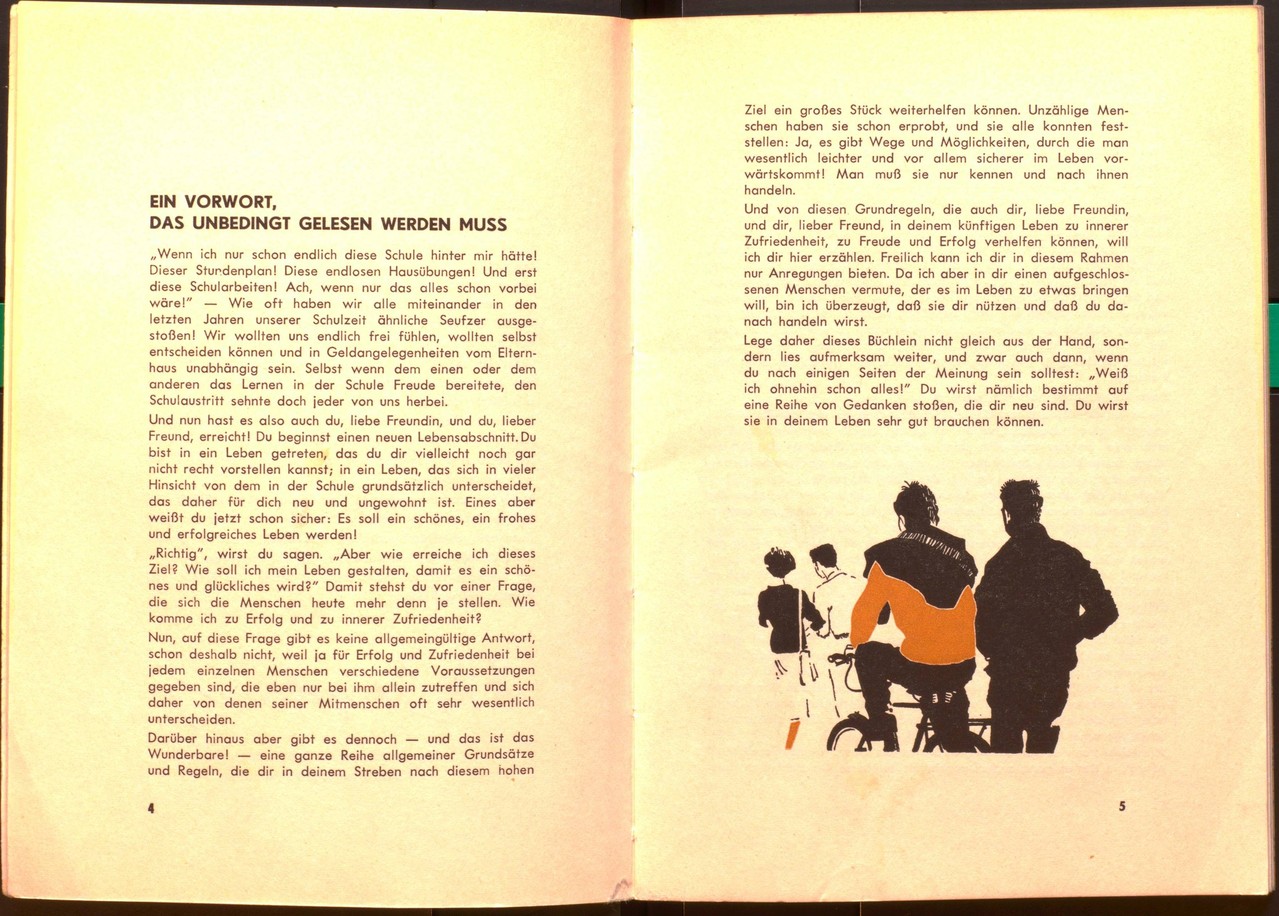 EIN VORWORT,
DAS UNBEDINGT GELESEN WERDEN MUSS
„Wenn ich nur schon endlich diese Schule hinter mir hätte!
Dieser Stundenplan! Diese endlosen Hausübungen! Und erst
diese Schularbeiten! Ach, wenn nur das alles schon vorbei
wäre!” — Wie oft haben wir alle miteinander in den
letzten Jahren unserer Schulzeit ähnliche Seufzer ausge-
stoßen! Wir wollten uns endlich frei fühlen, wollten selbst
entscheiden können und in Geldangelegenheiten vom Eltern-
haus unabhängig sein. Selbst wenn dem einen oder dem
anderen das Lernen in der Schule Freude bereitete, den
Schulaustritt sehnte doch jeder von uns herbei.
Und nun hast es also auch du, liebe Freundin, und du, lieber
Freund, erreicht! Du beginnst einen neuen Lebensabschnitt. Du
bist in ein Leben getreten, das du dir vielleicht noch gar
nicht recht vorstellen kannst; in ein Leben, das sich in vieler
Hinsicht von dem in der Schule grundsätzlich unterscheidet,
das daher für dich neu und ungewohnt ist. Eines aber
weißt du jetzt schon sicher: Es soll ein schönes, ein frohes
und erfolgreiches Leben werden!
„Richtig”, wirst du sagen. „Aber wie erreiche ich dieses
Ziel? Wie soll ich mein Leben gestalten, damit es ein schö-
nes und glückliches wird?” Damit stehst du vor einer Frage,
die sich die Menschen heute mehr denn je stellen. Wie
komme ich zu Erfolg und zu innerer Zufriedenheit?
Nun, auf diese Frage gibt es keine allgemeingültige Antwort,
schon deshalb nicht, weil ja für Erfolg und Zufriedenheit bei
jedem einzelnen Menschen verschiedene Voraussetzungen
gegeben sind, die eben nur bei ihm allein zutreffen und sich
daher von denen seiner Mitmenschen oft sehr wesentlich
unterscheiden.
Darüber hinaus aber gibt es dennoch — und das ist das
Wunderbare! — eine ganze Reihe allgemeiner Grundsätze
und Regeln, die dir in deinem Streben nach diesem hohen
4
Ziel ein großes Stück weiterhelfen können. Unzählige Men-
schen haben sie schon erprobt, und sie alle konnten fest-
stellen: Ja, es gibt Wege und Möglichkeiten, durch die man
wesentlich leichter und vor allem sicherer im Leben vor-
wärtskommt! Man muß sie nur kennen und nach ihnen
handeln.
Und von diesen Grundregeln, die auch dir, liebe Freundin,
und dir, lieber Freund, in deinem künftigen Leben zu innerer
Zufriedenheit, zu Freude und Erfolg verhelfen können, will
ich dir hier erzählen. Freilich kann ich dir in diesem Rahmen
nur Anregungen bieten. Da ich aber in dir einen aufgeschlos-
senen Menschen vermute, der es im Leben zu etwas bringen
will, bin ich überzeugt, daß sie dir nützen und daß du da-
nach handeln wirst.
Lege daher dieses Büchlein nicht gleich aus der Hand, son-
dern lies aufmerksam weiter, und zwar auch dann, wenn
du nach einigen Seiten der Meinung sein solltest: „Weiß
ich ohnehin schon alles!” Du wirst nämlich bestimmt auf
eine Reihe von Gedanken stoßen, die dir neu sind. Du wirst
sie in deinem Leben sehr gut brauchen können.
5